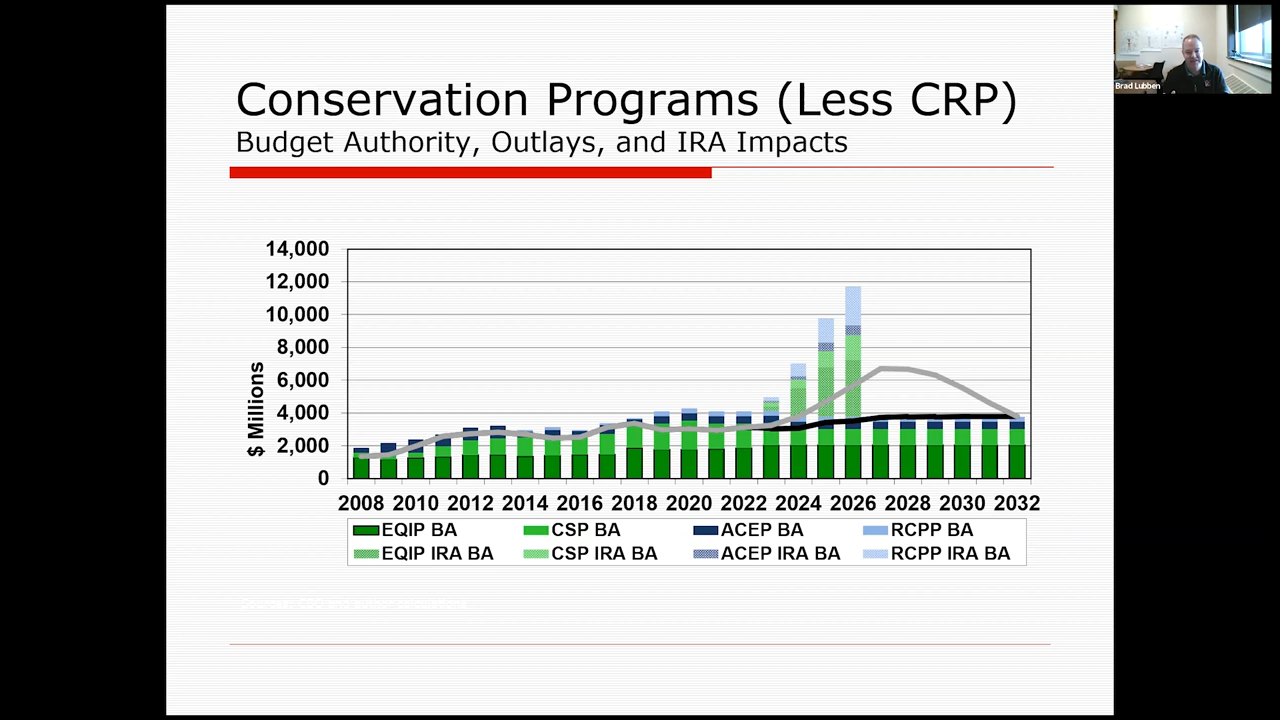 Conservation Programs (Less CRP)
Budget Authority, Outlays, and IRA Impacts
Brad Lubben
$ Millions
14,000
12,000
10,000
8,000
6,000
4,000
2,000
0
2008 2010 2012 2014 2016 2018 2020 2022 2024 2026 2028 2030 2032
EQIP BA CSP BA ACEP BA RCPP BA
EQIP IRA BA CSP IRA BA ACEP IRA BA RCPP IRA BA